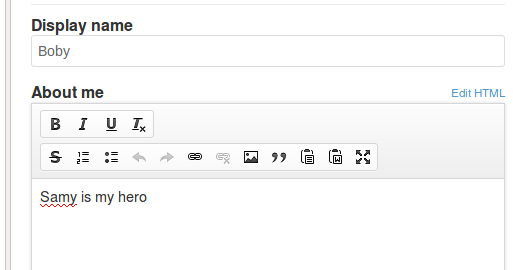 Display name
Boby
About me Edit HTML
B I U Tx
S
Samy is my hero